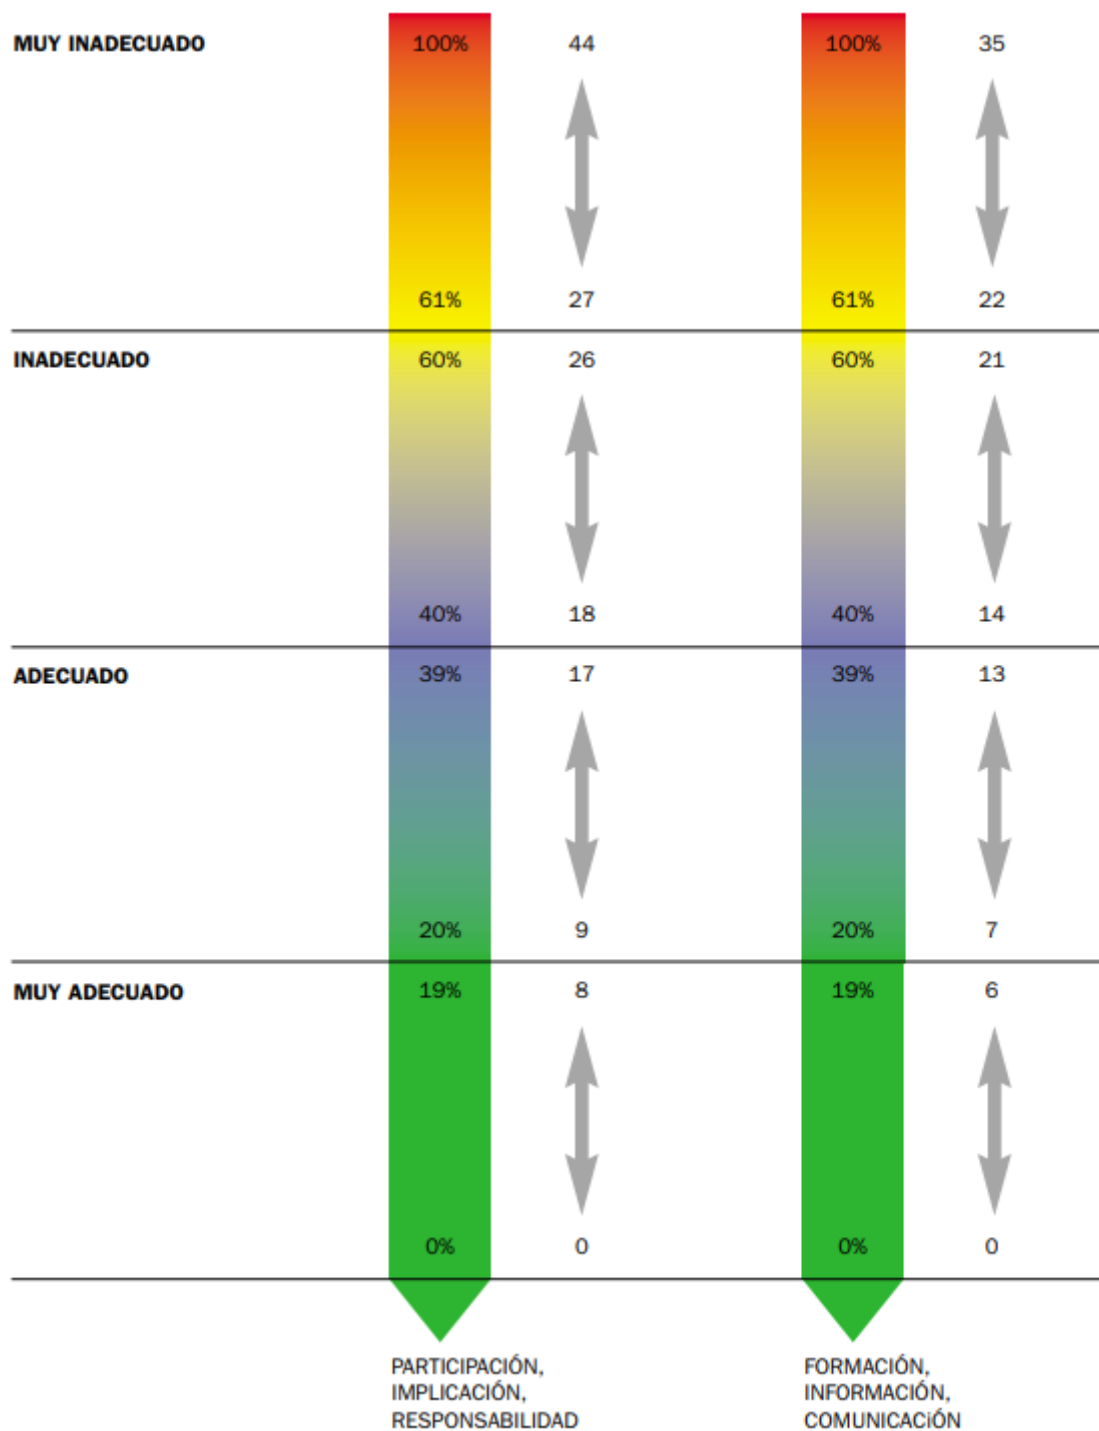 MUY INADECUADO 100% 44 100% 35
61% 27 61% 22
INADECUADO 60% 26 60% 21
40% 18 40% 14
ADECUADO 39% 17 39% 13
20% 9 20% 7
MUY ADECUADO 19% 8 19% 6
0% 0 0% 0
PARTICIPACIÓN,
IMPLICACIÓN,
RESPONSABILIDAD
FORMACIÓN,
INFORMACIÓN,
COMUNICACiÓN